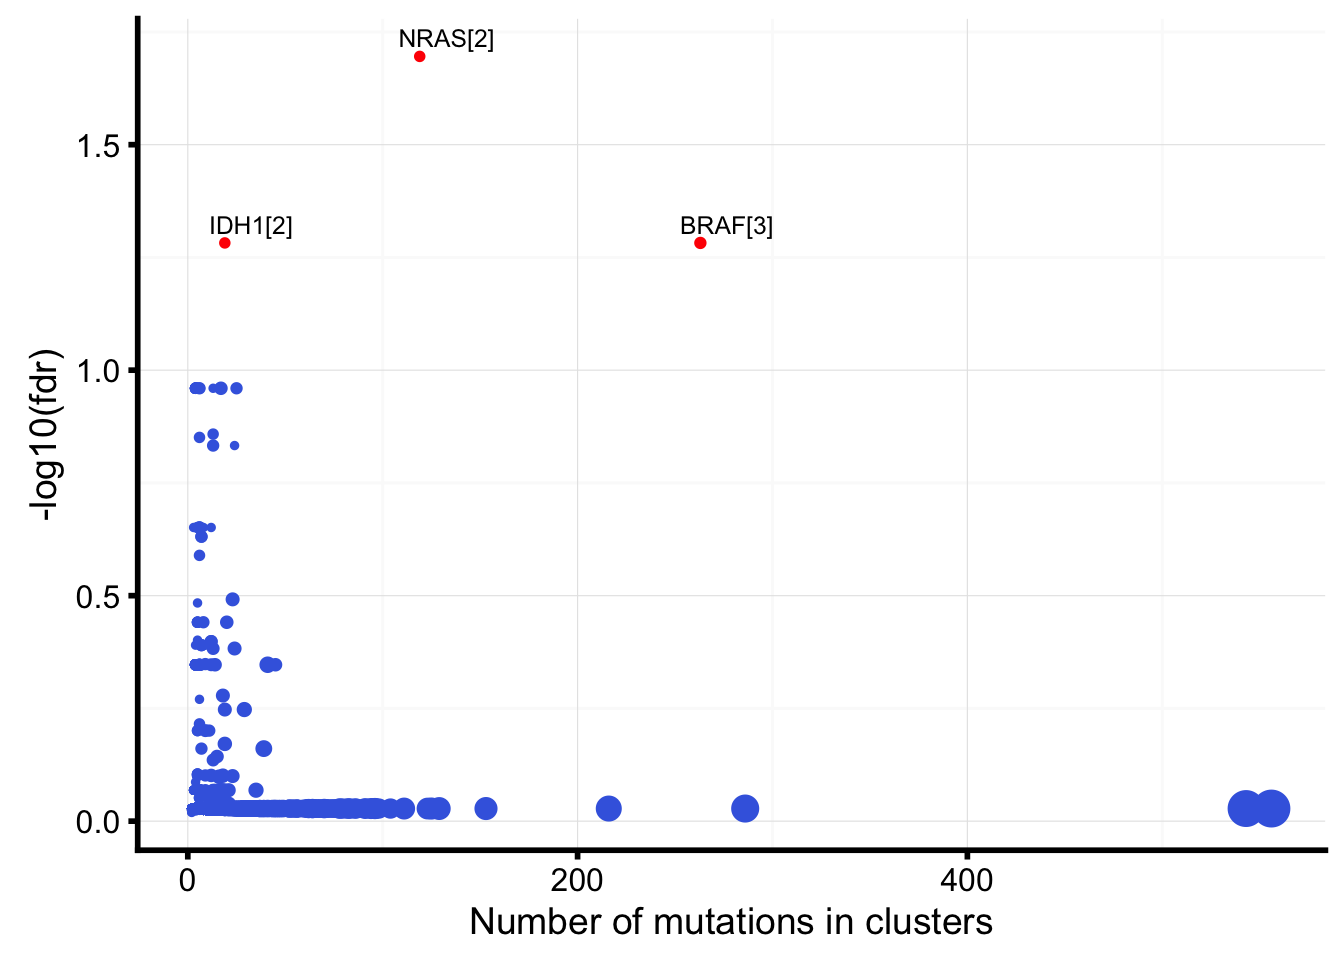 NRAS[2]
1.5
IDH1[2]
BRAF[3]
1.0
-log10(fdr)
0.5
0.0
0
200
400
Number of mutations in clusters